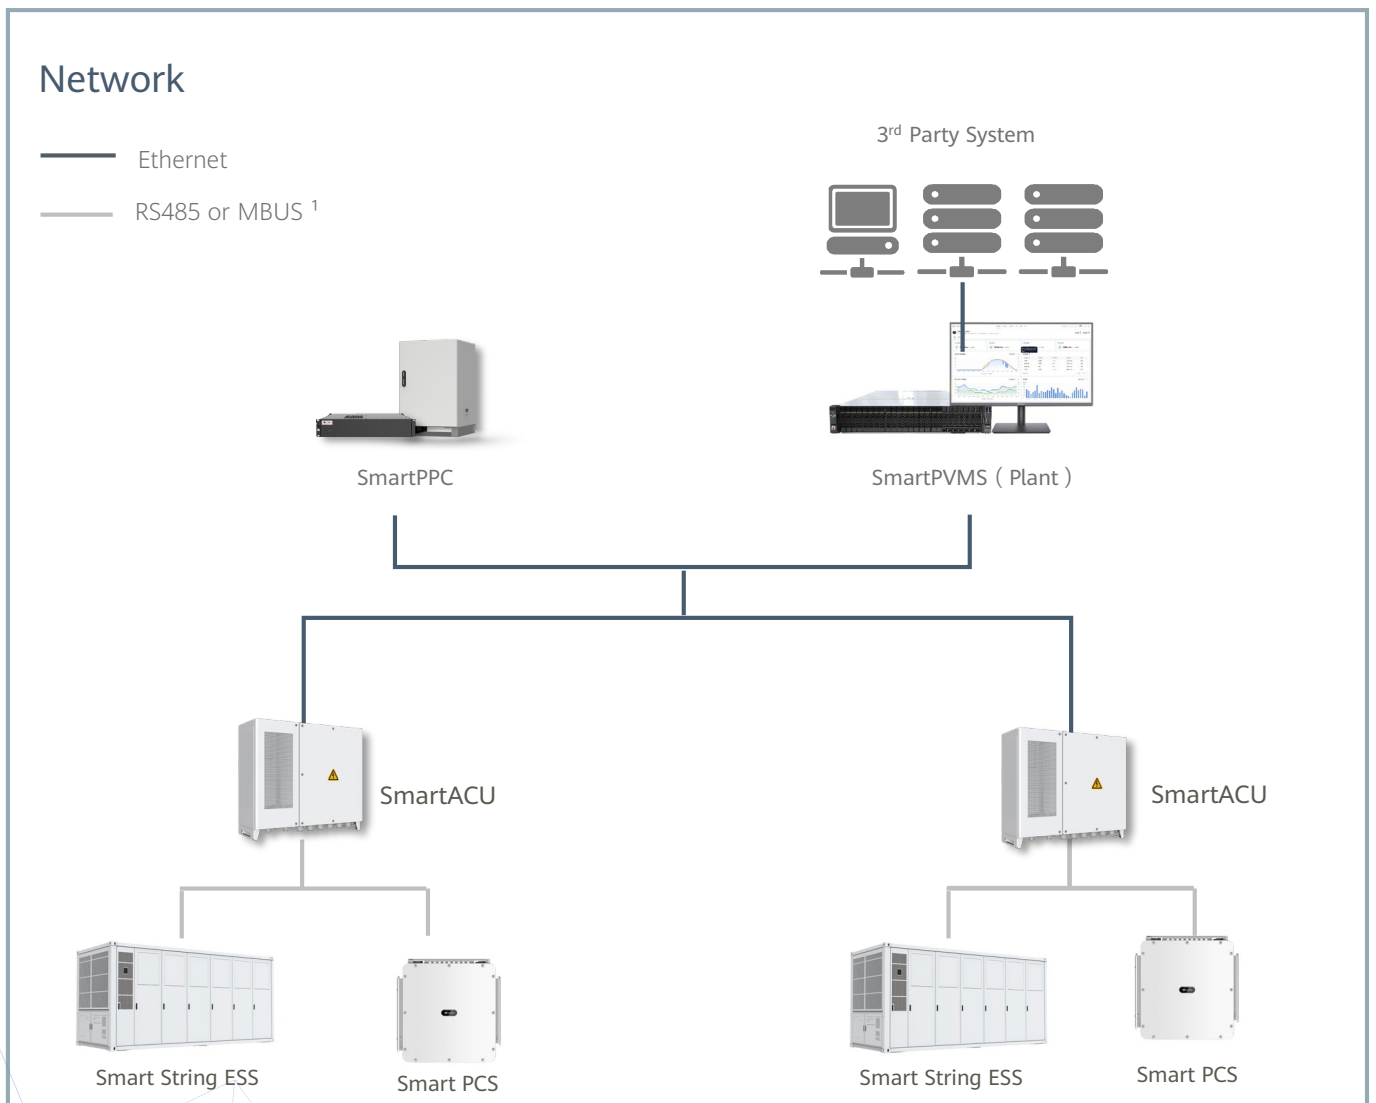 Network
Ethernet
RS485 or MBUS ¹
3rd Party System
SmartPPC
SmartPVMS ( Plant )
SmartACU
SmartACU
Smart String ESS
Smart PCS
Smart String ESS
Smart PCS